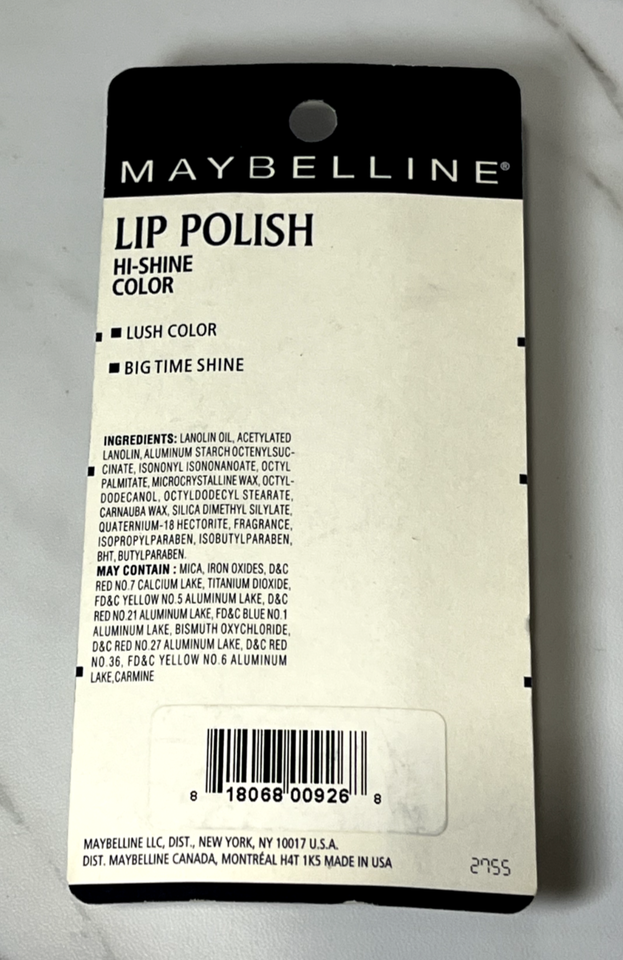 MAYBELLINE®
LIP POLISH
HI-SHINE
COLOR
■ LUSH COLOR
■ BIG TIME SHINE
INGREDIENTS: LANOLIN OIL, ACETYLATED
LANOLIN, ALUMINUM STARCH OCTENYLSUC-
CINATE, ISONONYL ISONONANOATE, OCTYL
PALMITATE, MICROCRYSTALLINE WAX, OCTYL-
DODECANOL, OCTYLDODECYL STEARATE,
CARNAUBA WAX, SILICA DIMETHYL SILYLATE,
QUATERNIUM-18 HECTORITE, FRAGRANCE,
ISOPROPYLPARABEN, ISOBUTYLPARABEN,
BHT, BUTYLPARABEN.
MAY CONTAIN : MICA, IRON OXIDES, D&C
RED NO.7 CALCIUM LAKE, TITANIUM DIOXIDE,
FD&C YELLOW NO.5 ALUMINUM LAKE, D&C
RED NO.21 ALUMINUM LAKE, FD&C BLUE NO.1
ALUMINUM LAKE, BISMUTH OXYCHLORIDE,
D&C RED NO.27 ALUMINUM LAKE, D&C RED
NO.36, FD&C YELLOW NO.6 ALUMINUM
LAKE,CARMINE
8 18068 00926 8
MAYBELLINE LLC, DIST., NEW YORK, NY 10017 U.S.A.
DIST. MAYBELLINE CANADA, MONTRÉAL H4T 1K5 MADE IN USA
2755